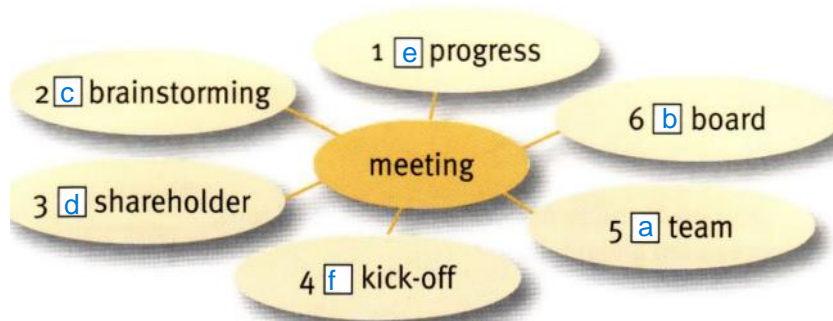 1 e progress
2 c brainstorming
6 b board
meeting
3 d shareholder
5 a team
4 f kick-off